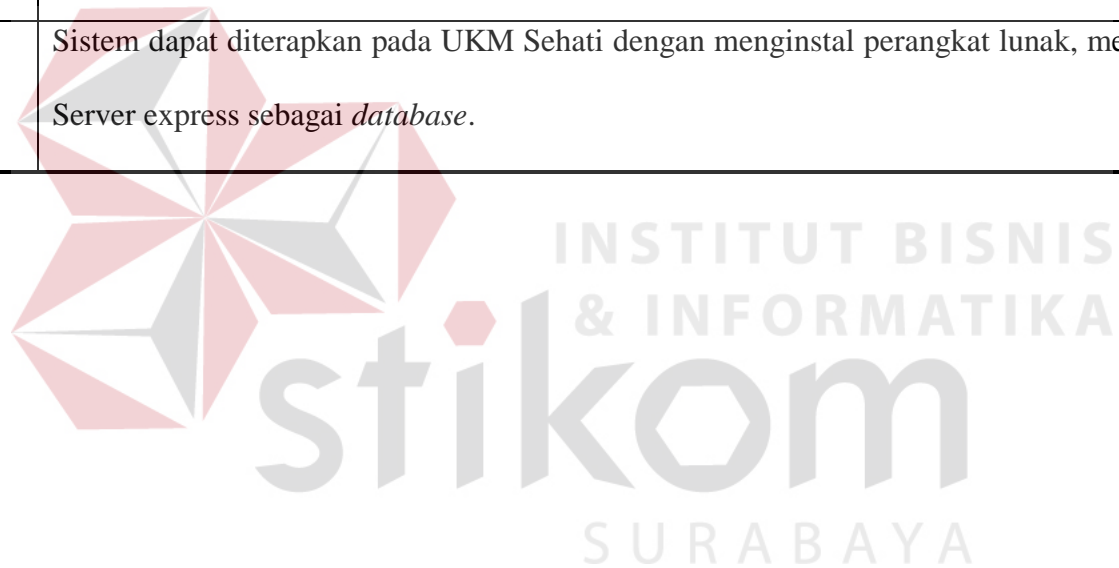 Sistem dapat diterapkan pada UKM Sehati dengan menginstal perangkat lunak,
Server express sebagai database.
INSTITUT BISNIS
& INFORMATIKA
stikom
SURABAYA